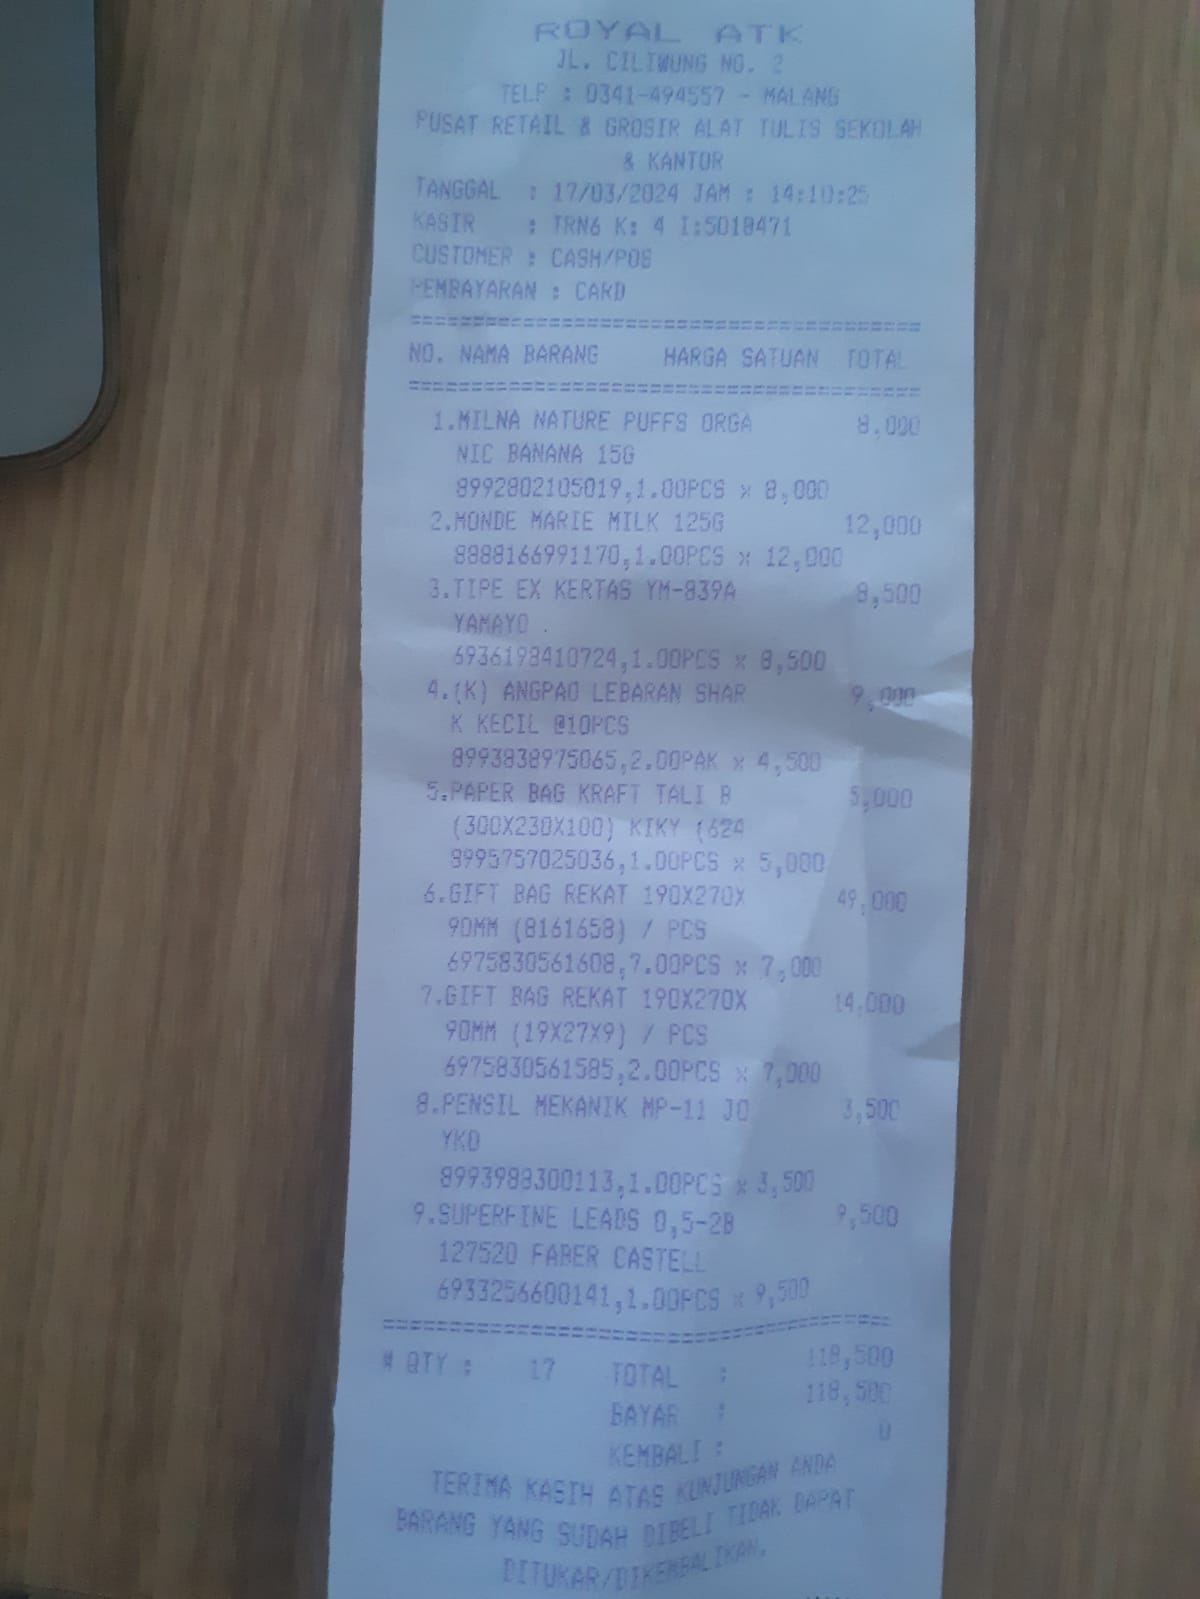 ROYAL ATK
JL. CILIWUNG NO. 2
TELP : 0341-494557 - MALANG
PUSAT RETAIL & GROSIR ALAT TULIS SEKOLAH
& KANTOR
TANGGAL : 17/03/2024 JAM : 14:10:25
KASIR : TRN6 K: 4 I:5018471
CUSTOMER : CASH/POS
PEMBAYARAN : CARD
========================================
NO. NAMA BARANG HARGA SATUAN TOTAL
========================================
1.MILNA NATURE PUFFS ORGA 8,000
NIC BANANA 15G
8992802105019,1.00PCS x 8,000
2.MONDE MARIE MILK 125G 12,000
8888166991170,1.00PCS x 12,000
3.TIPE EX KERTAS YM-839A 8,500
YAMAYO .
6936198410724,1.00PCS x 8,500
4.(K) ANGPAO LEBARAN SHAR 9,000
K KECIL @10PCS
8993838975065,2.00PAK x 4,500
5.PAPER BAG KRAFT TALI B 5,000
(300X230X100) KIKY (624
8995757025036,1.00PCS x 5,000
6.GIFT BAG REKAT 190X270X 49,000
90MM (8161658) / PCS
6975830561608,7.00PCS x 7,000
7.GIFT BAG REKAT 190X270X 14,000
90MM (19X27X9) / PCS
6975830561585,2.00PCS x 7,000
8.PENSIL MEKANIK MP-11 JO 3,500
YKO
8993988300113,1.00PCS x 3,500
9.SUPERFINE LEADS 0,5-2B 9,500
127520 FABER CASTELL
6933256600141,1.00PCS x 9,500
========================================
# QTY : 17 TOTAL : 118,500
BAYAR : 118,500
KEMBALI : 0
TERIMA KASIH ATAS KUNJUNGAN ANDA
BARANG YANG SUDAH DIBELI TIDAK DAPAT
DITUKAR/DIKEMBALIKAN.